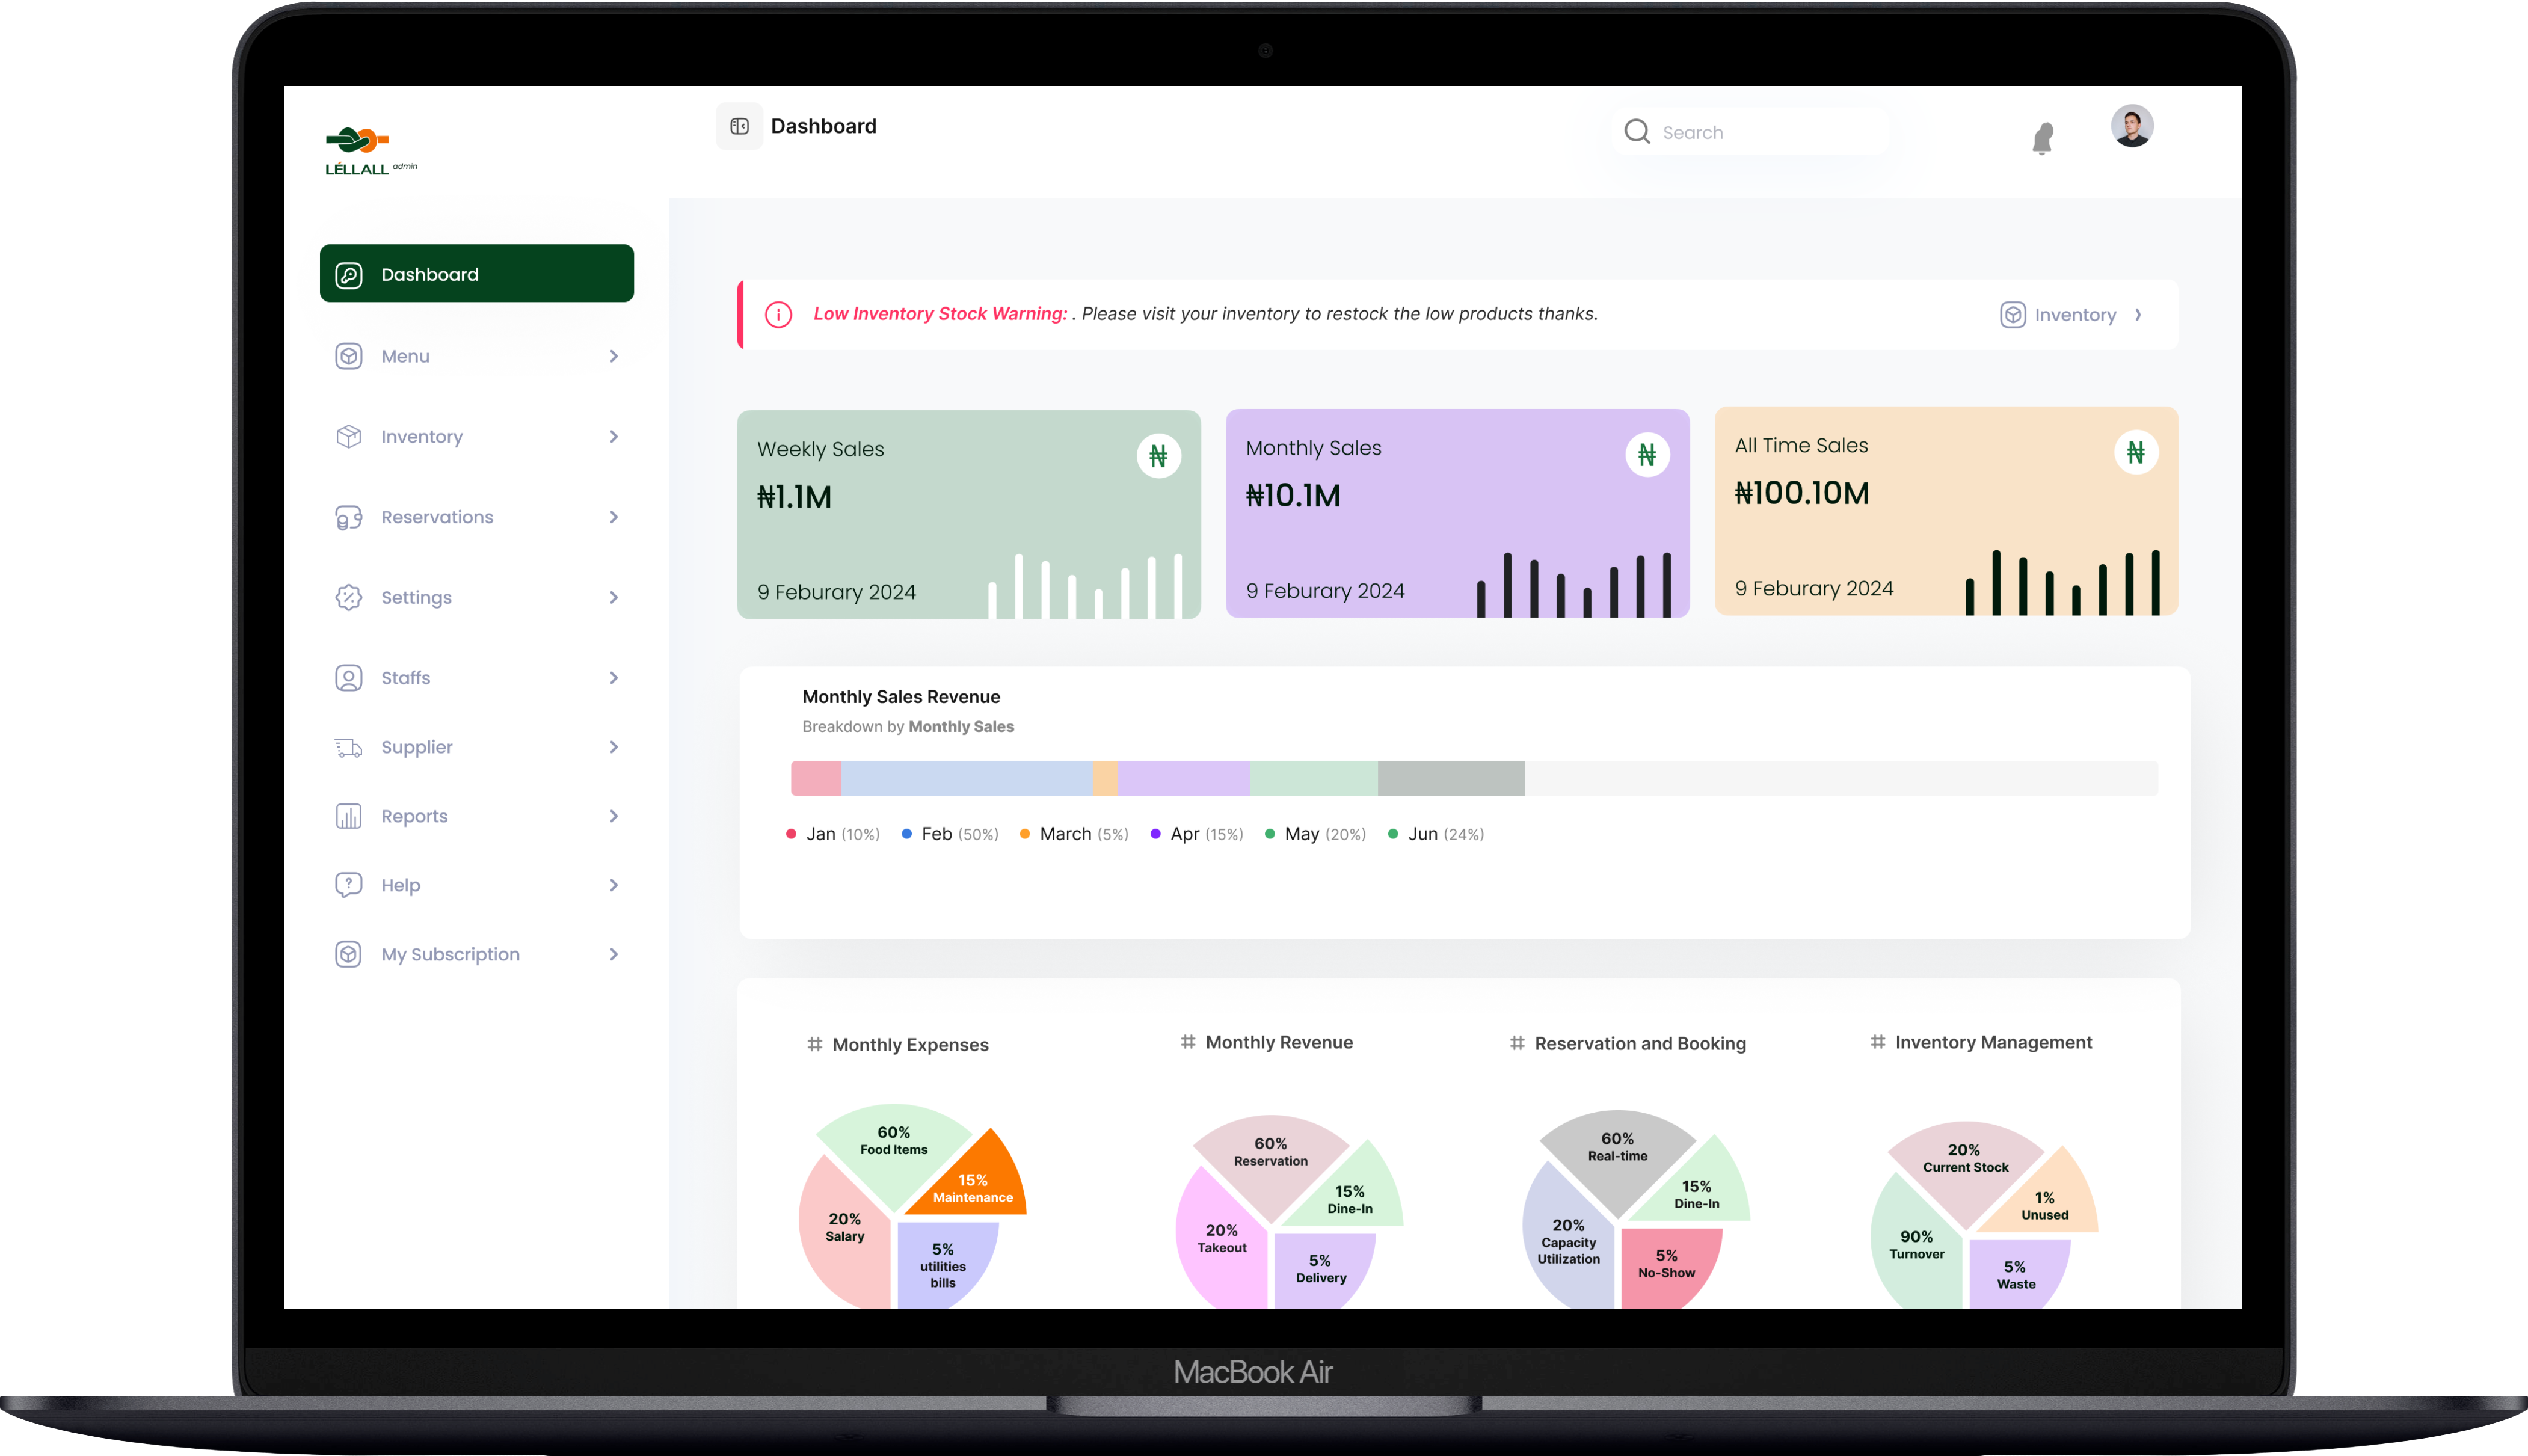 LÉLLALL admin
Dashboard
Search
Dashboard
Menu
Inventory
Reservations
Settings
Staffs
Supplier
Reports
Help
My Subscription
Low Inventory Stock Warning: . Please visit your inventory to restock the low products thanks.
Inventory
Weekly Sales
₦
₦1.1M
9 Feburary 2024
Monthly Sales
₦
₦10.1M
9 Feburary 2024
All Time Sales
₦
₦100.10M
9 Feburary 2024
Monthly Sales Revenue
Breakdown by Monthly Sales
Jan (10%) Feb (50%) March (5%) Apr (15%) May (20%) Jun (24%)
# Monthly Expenses
60%
Food Items
15%
Maintenance
20%
Salary
5%
utilities
bills
# Monthly Revenue
60%
Reservation
15%
Dine-In
20%
Takeout
5%
Delivery
# Reservation and Booking
60%
Real-time
15%
Dine-In
20%
Capacity
Utilization
5%
No-Show
# Inventory Management
20%
Current Stock
1%
Unused
90%
Turnover
5%
Waste
MacBook Air